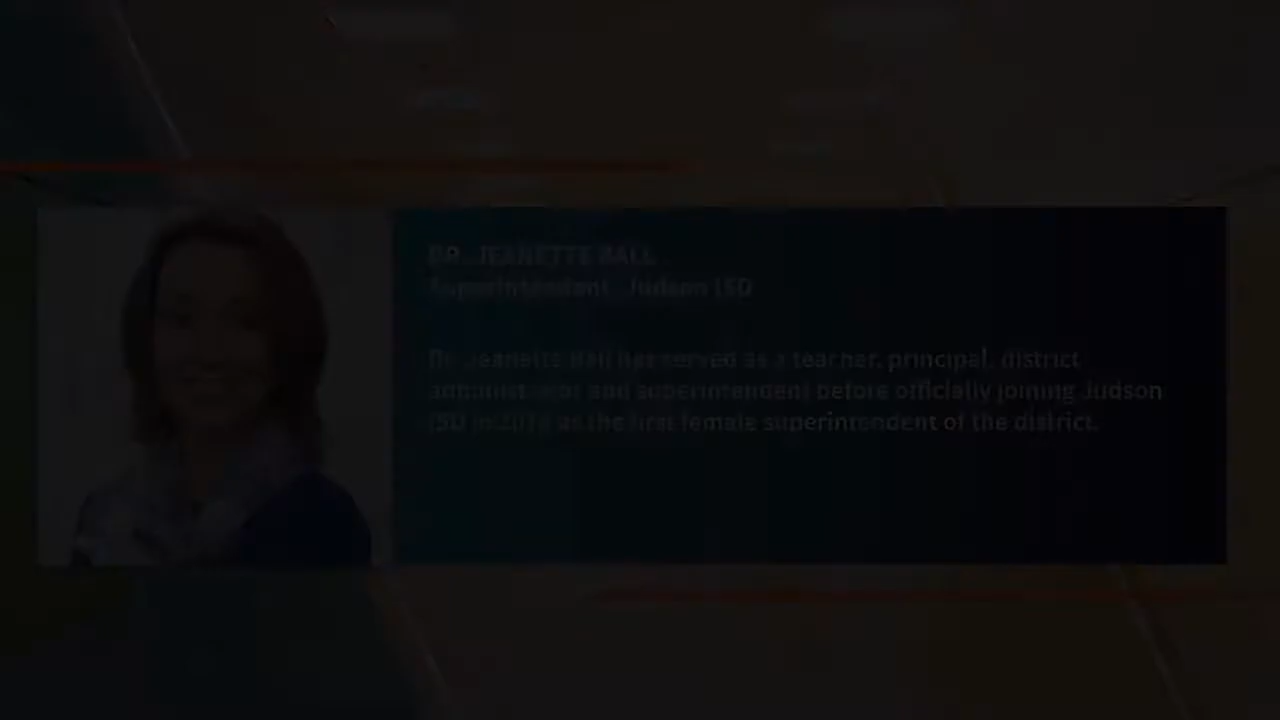 DR. JEANETTE BALL
Superintendent, Judson ISD
Dr. Jeanette Ball has served as a teacher, principal, district
administrator and superintendent before officially joining Judson
ISD in as the first female superintendent of the district.